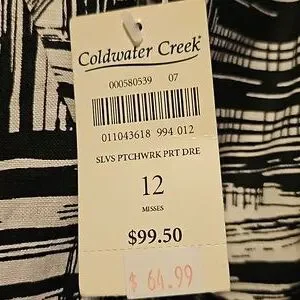 Coldwater Creek®
000580539 07
011043618 994 012
SLVS PTCHWRK PRT DRE
12
MISSES
$99.50
$ 64.99